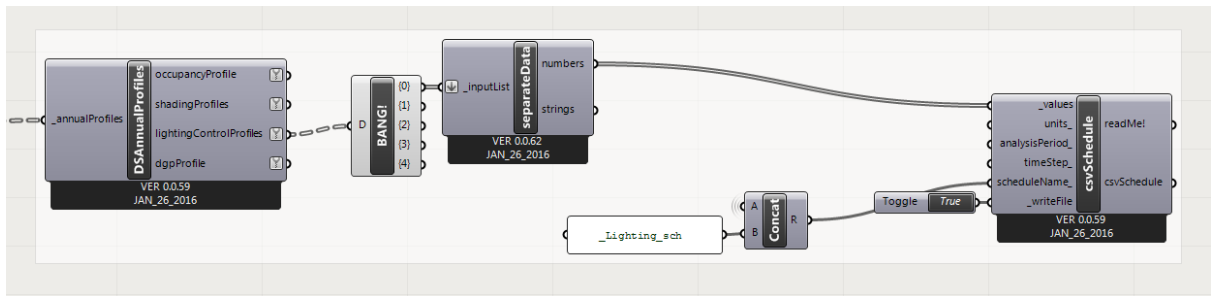 _annualProfiles
DSAnnualProfiles
occupancyProfile
shadingProfiles
lightingControlProfiles
dgpProfile
VER 0.0.59
JAN_26_2016
D
BANG!
{0}
{1}
{2}
{3}
{4}
_inputList
separateData
numbers
strings
VER 0.0.62
JAN_26_2016
_Lighting_sch
A
B
Concat
R
Toggle
True
_values
units_
analysisPeriod_
timeStep_
scheduleName_
_writeFile
csvSchedule
readMe!
csvSchedule
VER 0.0.59
JAN_26_2016